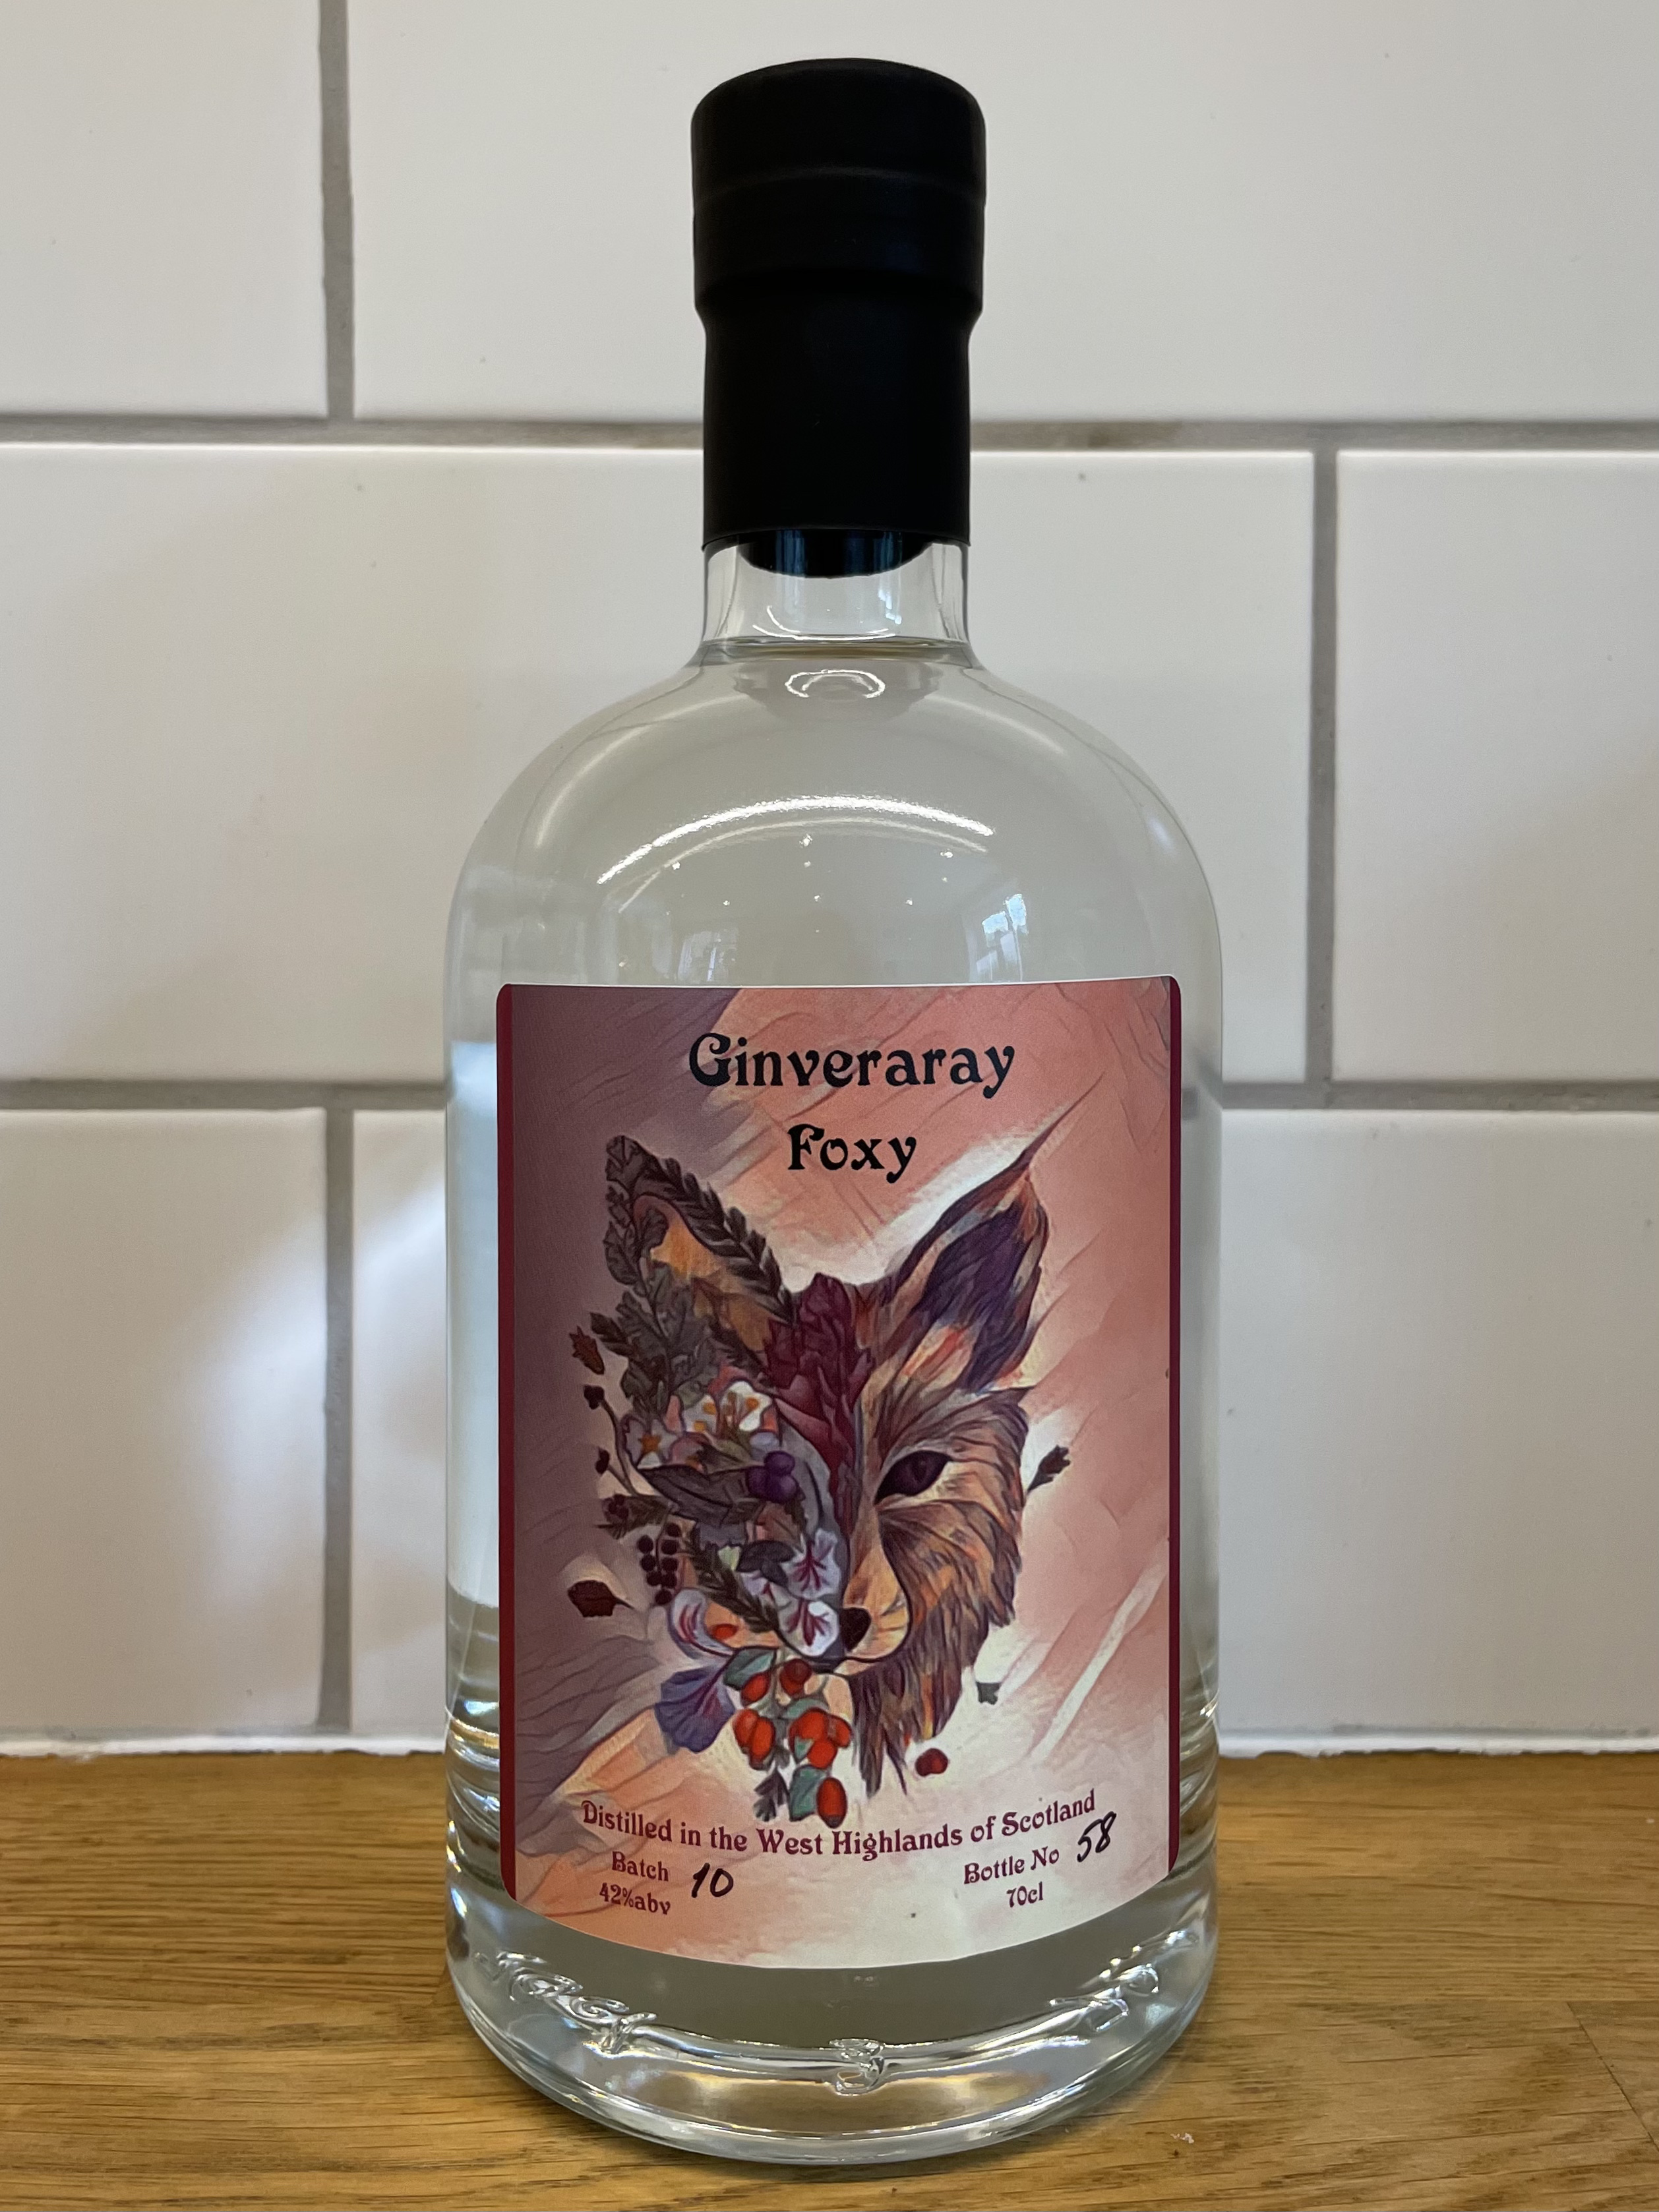 Ginveraray
Foxy
Distilled in the West Highlands of Scotland
Batch 10
42%abv
Bottle No 58
70cl